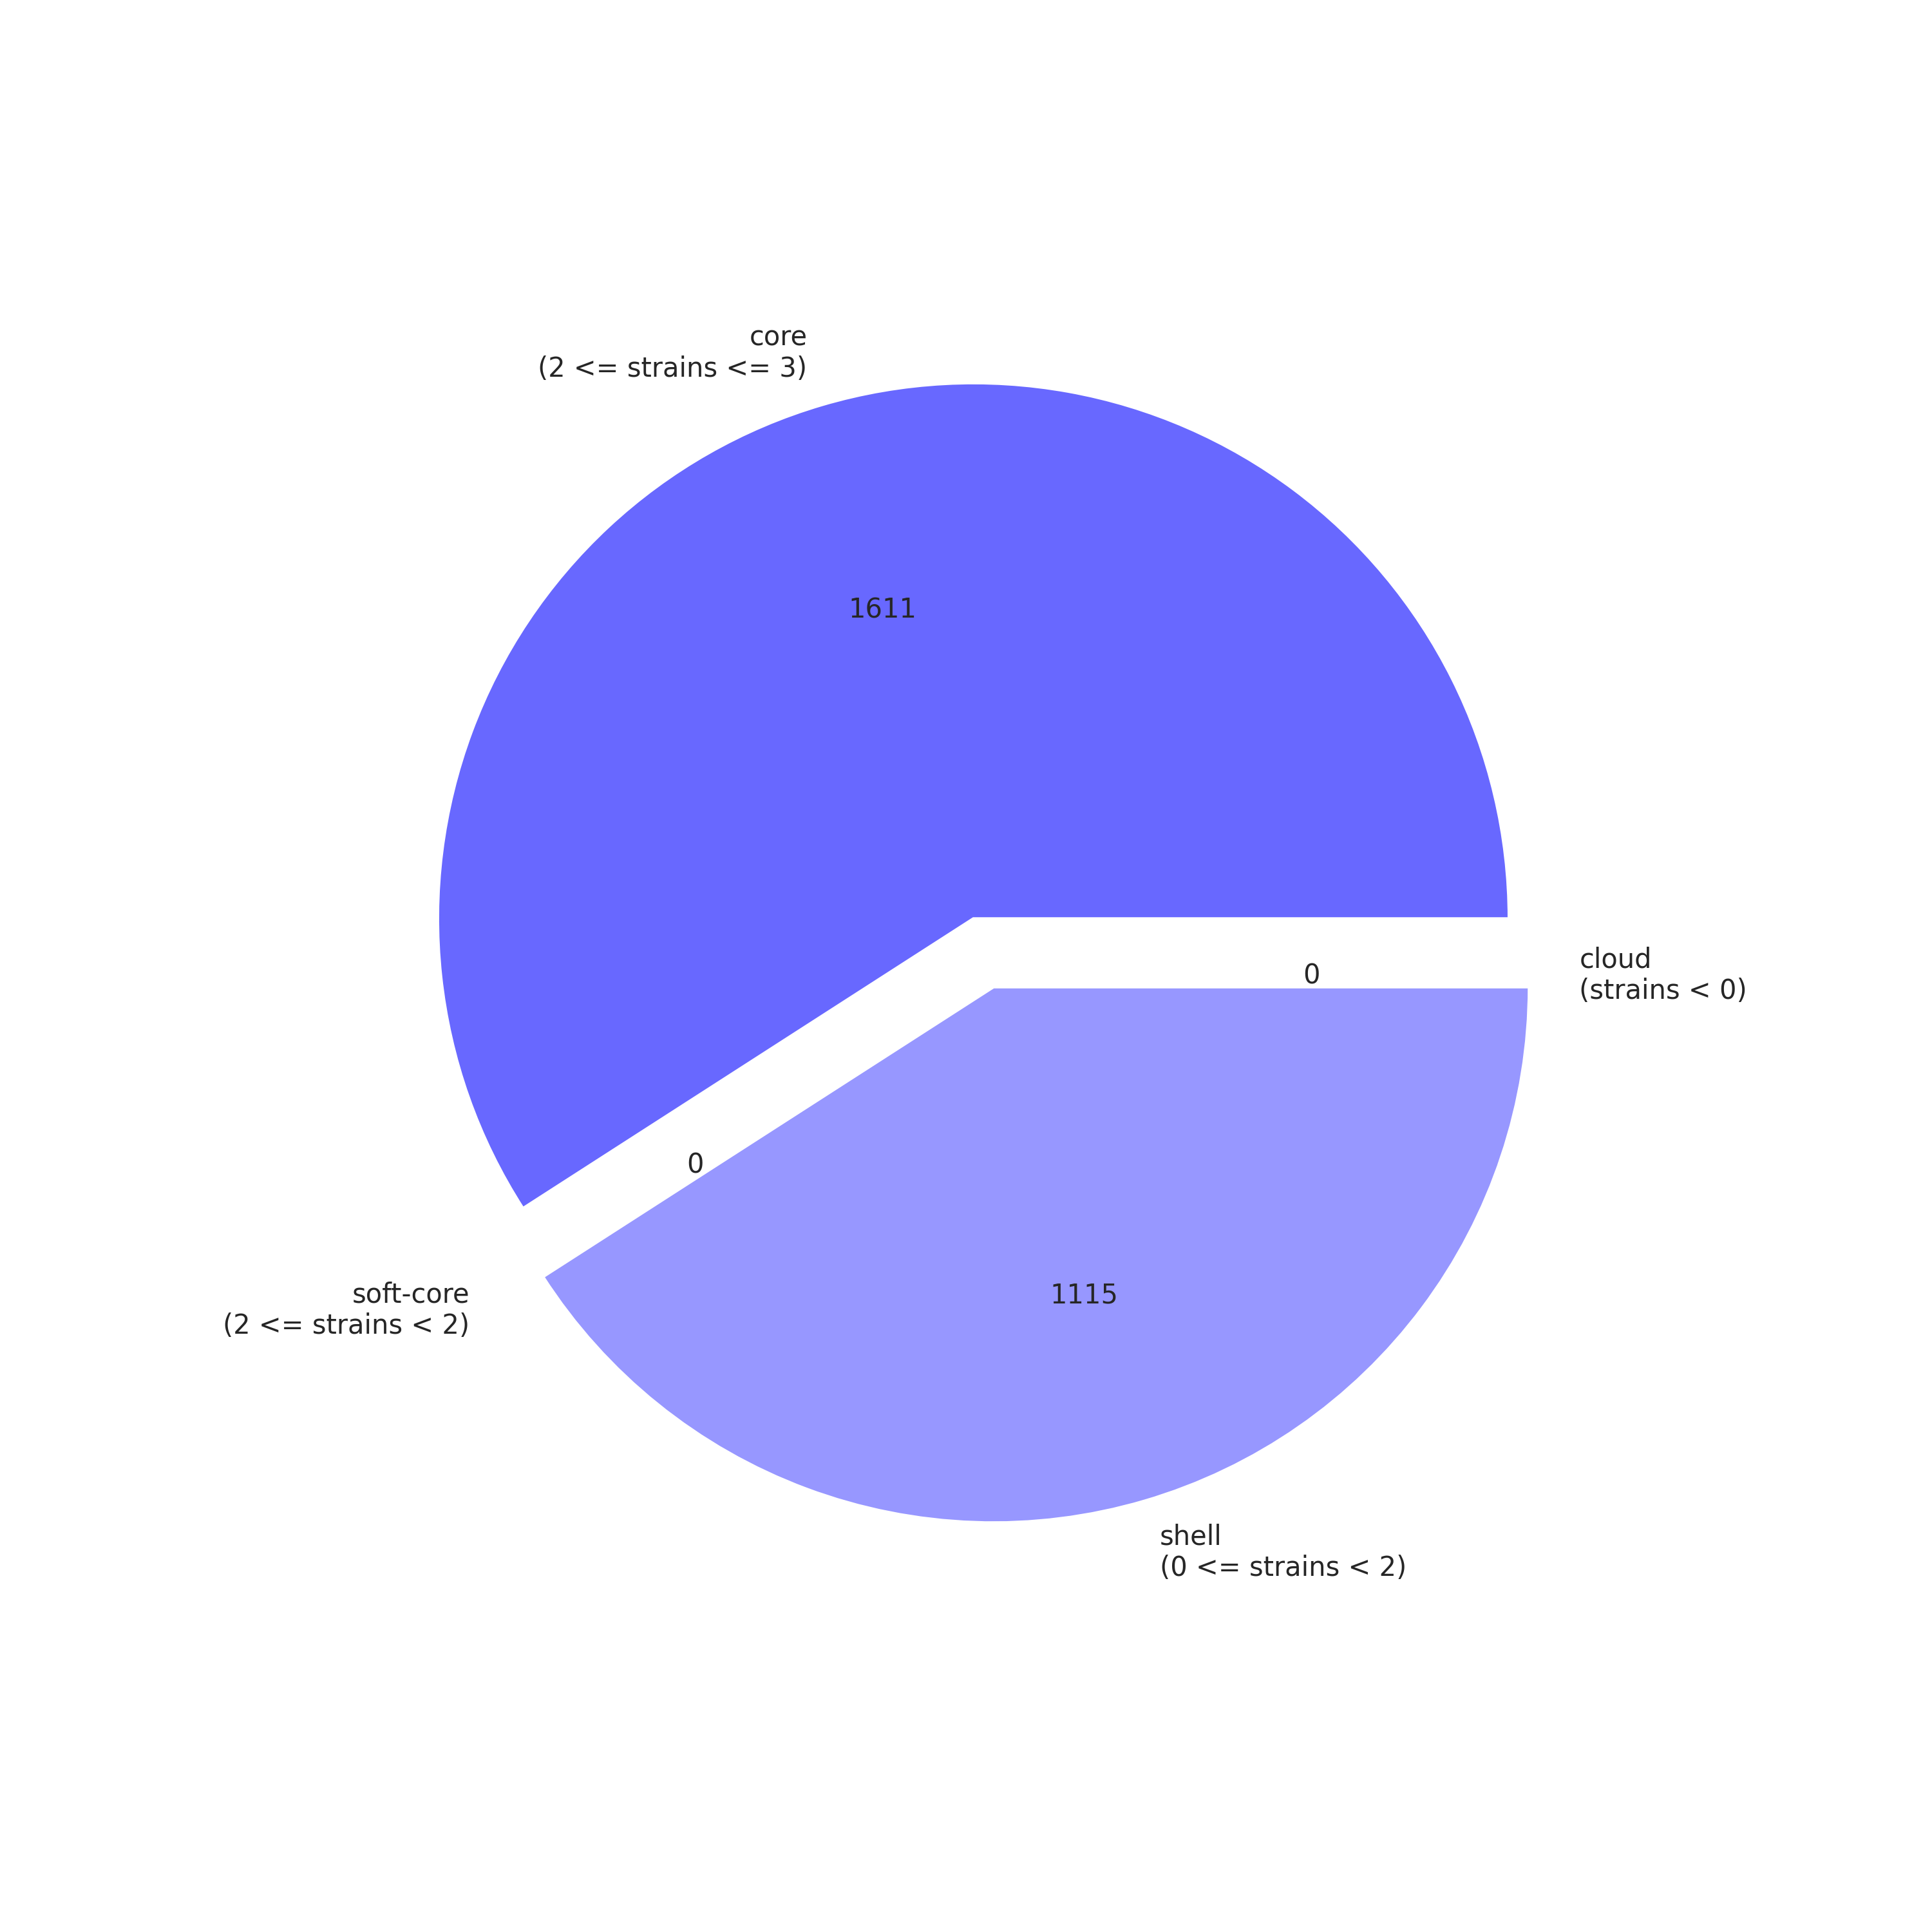 core
(2 <= strains <= 3)
1611
cloud
(strains < 0)
0
0
soft-core
(2 <= strains < 2)
1115
shell
(0 <= strains < 2)